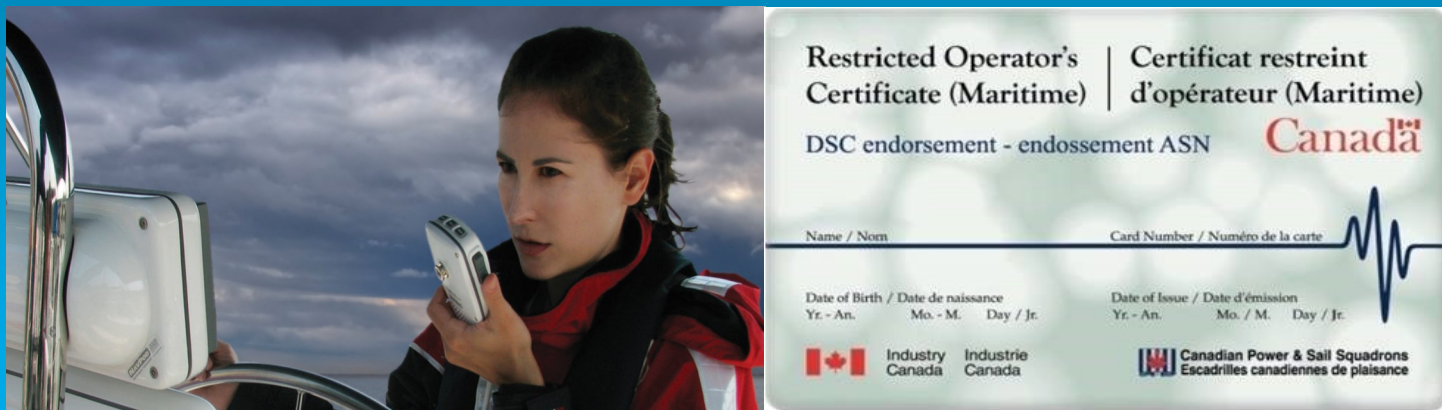 Restricted Operator's
Certificate (Maritime)
Certificat restreint
d'opérateur (Maritime)
DSC endorsement - endossement ASN
Canada
Name / Nom
Card Number / Numéro de la carte
Date of Birth / Date de naissance
Yr. - An. Mo. - M. Day / Jr.
Date of Issue / Date d'émission
Yr. - An. Mo. / M. Day / Jr.
Industry
Canada
Industrie
Canada
Canadian Power & Sail Squadrons
Escadrilles canadiennes de plaisance